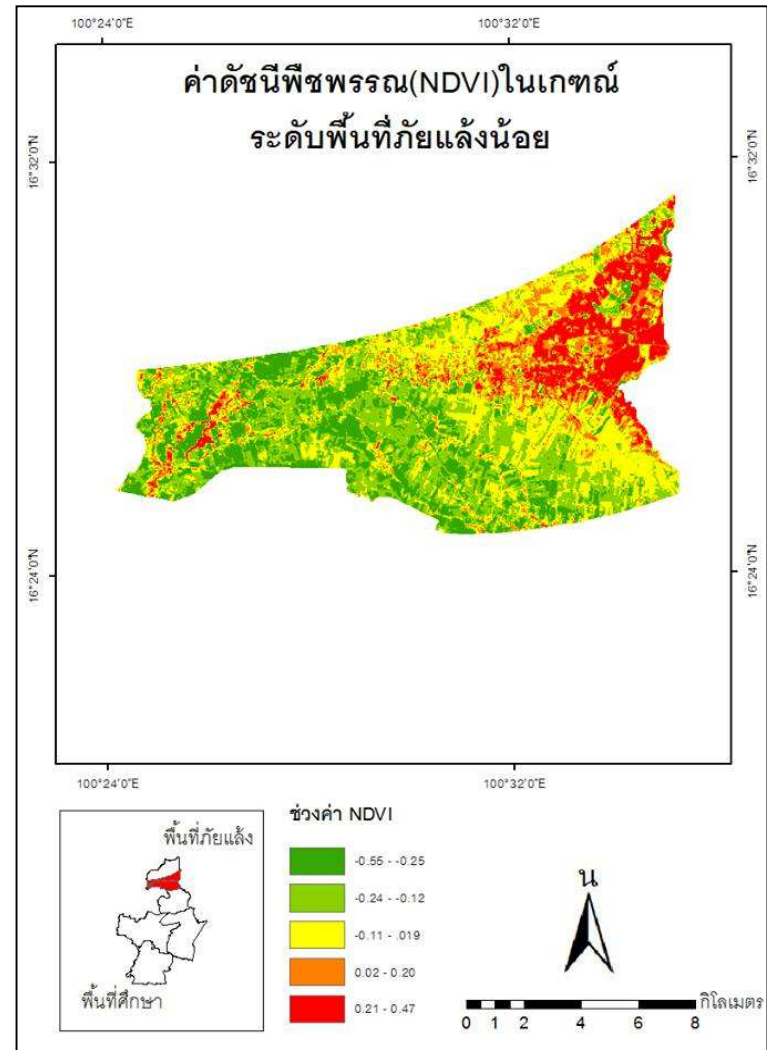 100°24'0"E 100°32'0"E
ค่าดัชนีพืชพรรณ(NDVI)ในเกฑณ์
ระดับพื้นที่ภัยแล้งน้อย
16°32'0"N 16°32'0"N
16°24'0"N 16°24'0"N
100°24'0"E 100°32'0"E
พื้นที่ภัยแล้ง
พื้นที่ศึกษา
ช่วงค่า NDVI
-0.55 - -0.25
-0.24 - -0.12
-0.11 - .019
0.02 - 0.20
0.21 - 0.47
น
กิโลเมตร
0 1 2 4 6 8